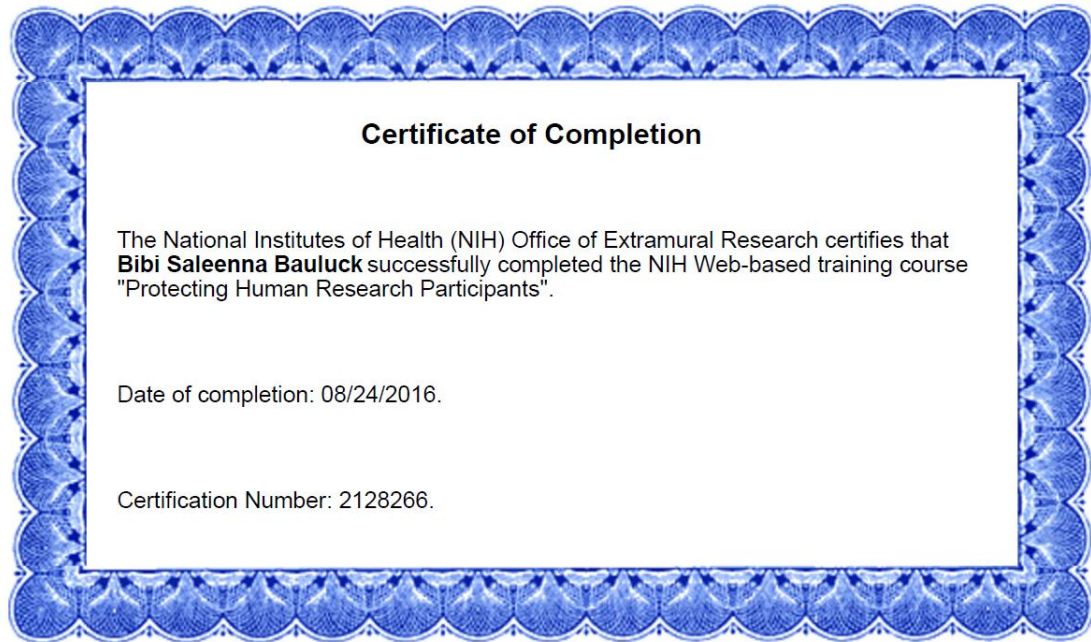 Certificate of Completion
The National Institutes of Health (NIH) Office of Extramural Research certifies that
Bibi Saleenna Bauluck successfully completed the NIH Web-based training course
"Protecting Human Research Participants".
Date of completion: 08/24/2016.
Certification Number: 2128266.